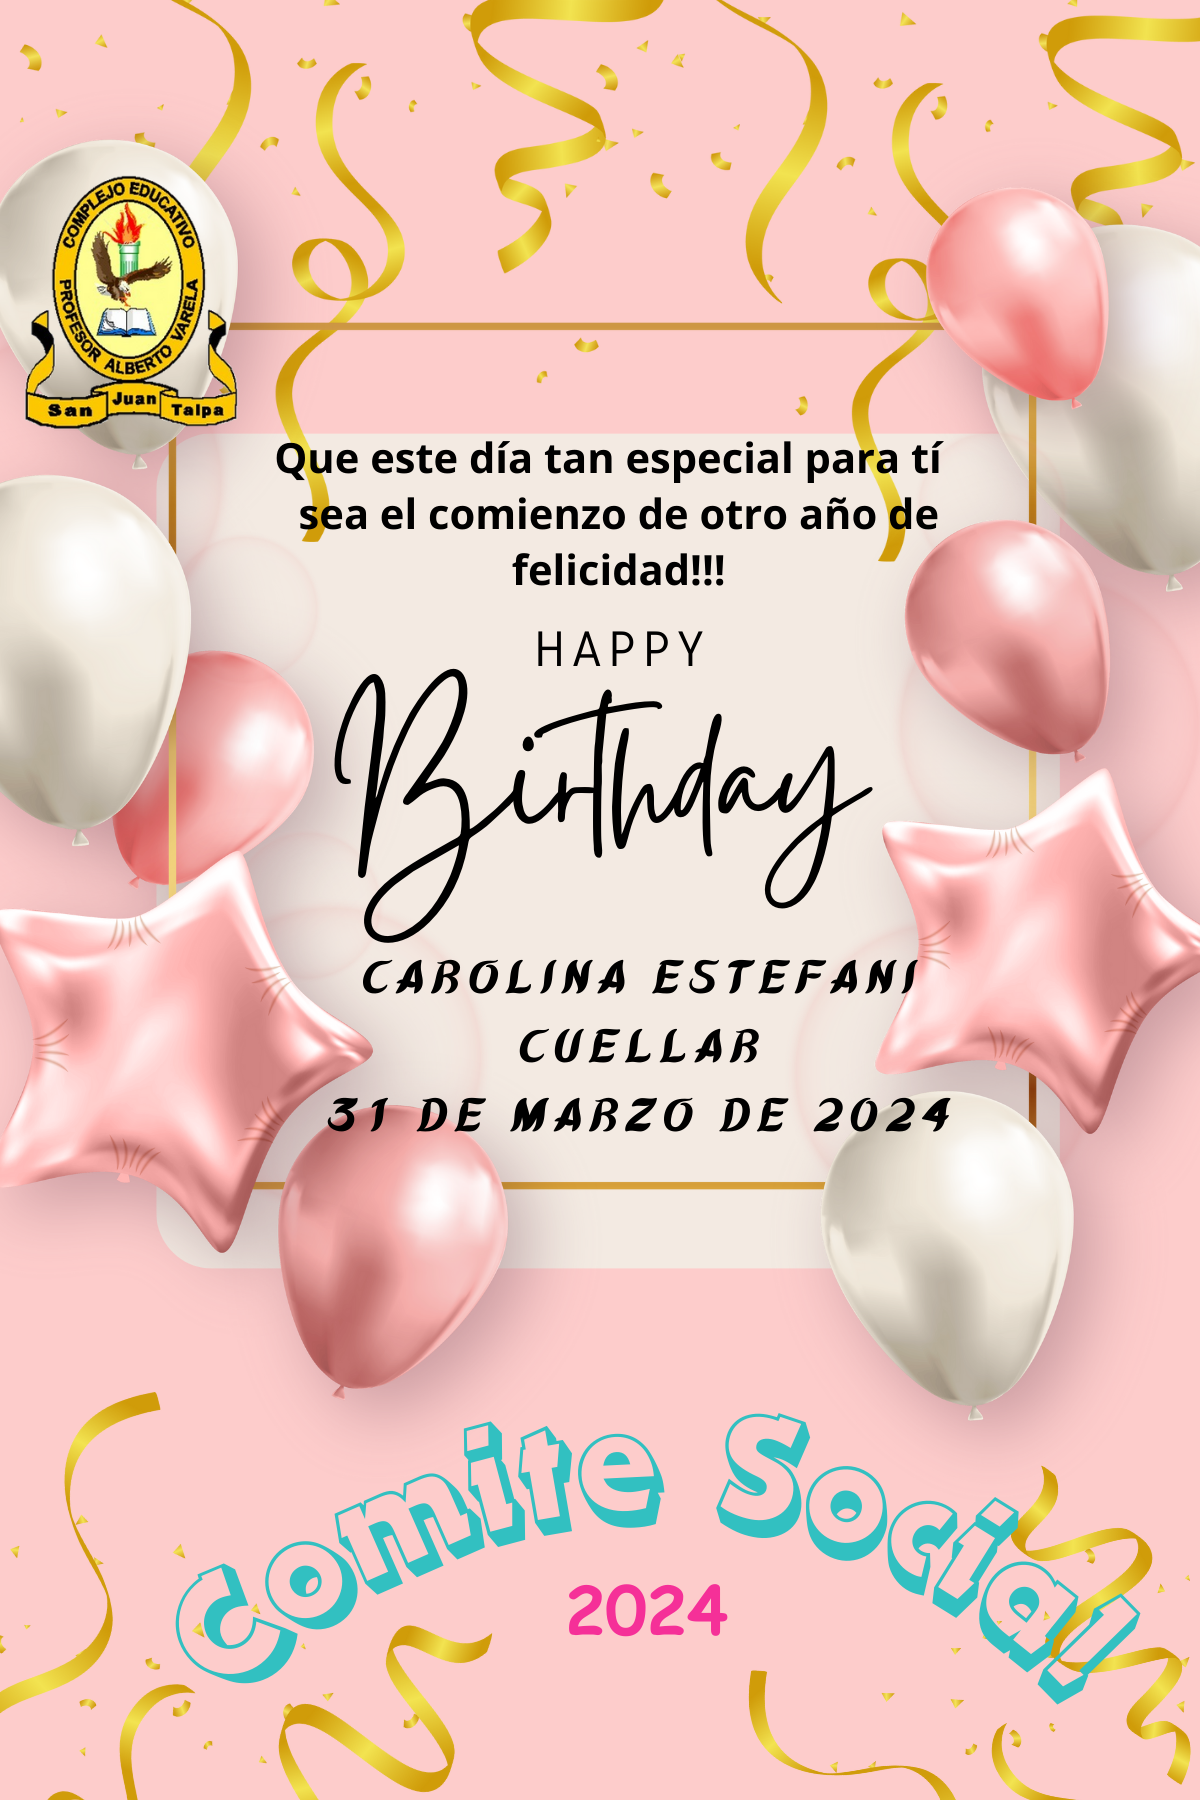 COMPLEJO EDUCATIVO
PROFESOR ALBERTO VARELA
San Juan Talpa
Que este día tan especial para tí
sea el comienzo de otro año de
felicidad!!!
HAPPY
Birthday
CAROLINA ESTEFANI
CUELLAR
31 DE MARZO DE 2024
Comite Social
2024